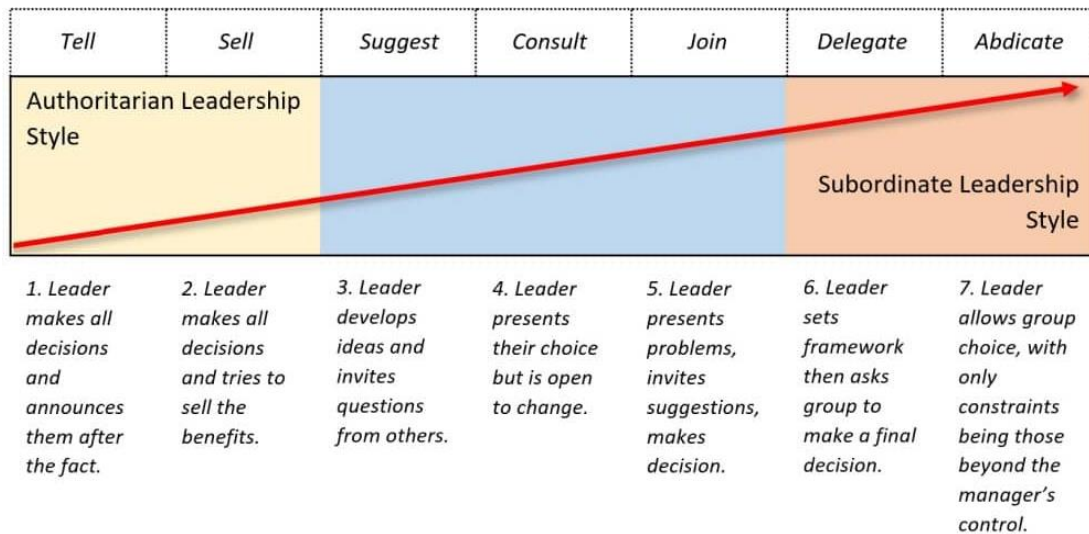 Tell
Sell
Suggest
Consult
Join
Delegate
Abdicate
Authoritarian Leadership
Style
Subordinate Leadership
Style
1. Leader
makes all
decisions
and
announces
them after
the fact.
2. Leader
makes all
decisions
and tries to
sell the
benefits.
3. Leader
develops
ideas and
invites
questions
from others.
4. Leader
presents
their choice
but is open
to change.
5. Leader
presents
problems,
invites
suggestions,
makes
decision.
6. Leader
sets
framework
then asks
group to
make a final
decision.
7. Leader
allows group
choice, with
only
constraints
being those
beyond the
manager's
control.